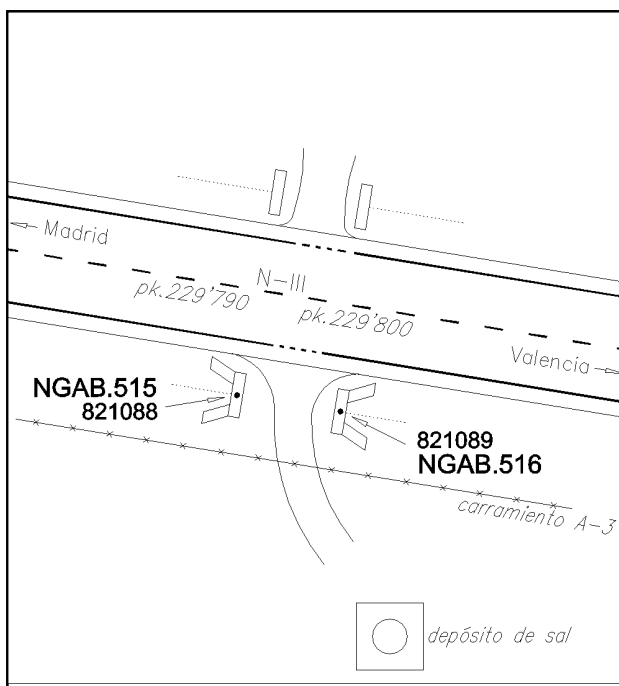 Madrid
N-III
pk.229'790
pk.229'800
Valencia
NGAB.515
821088
821089
NGAB.516
carramiento A-3
depósito de sal